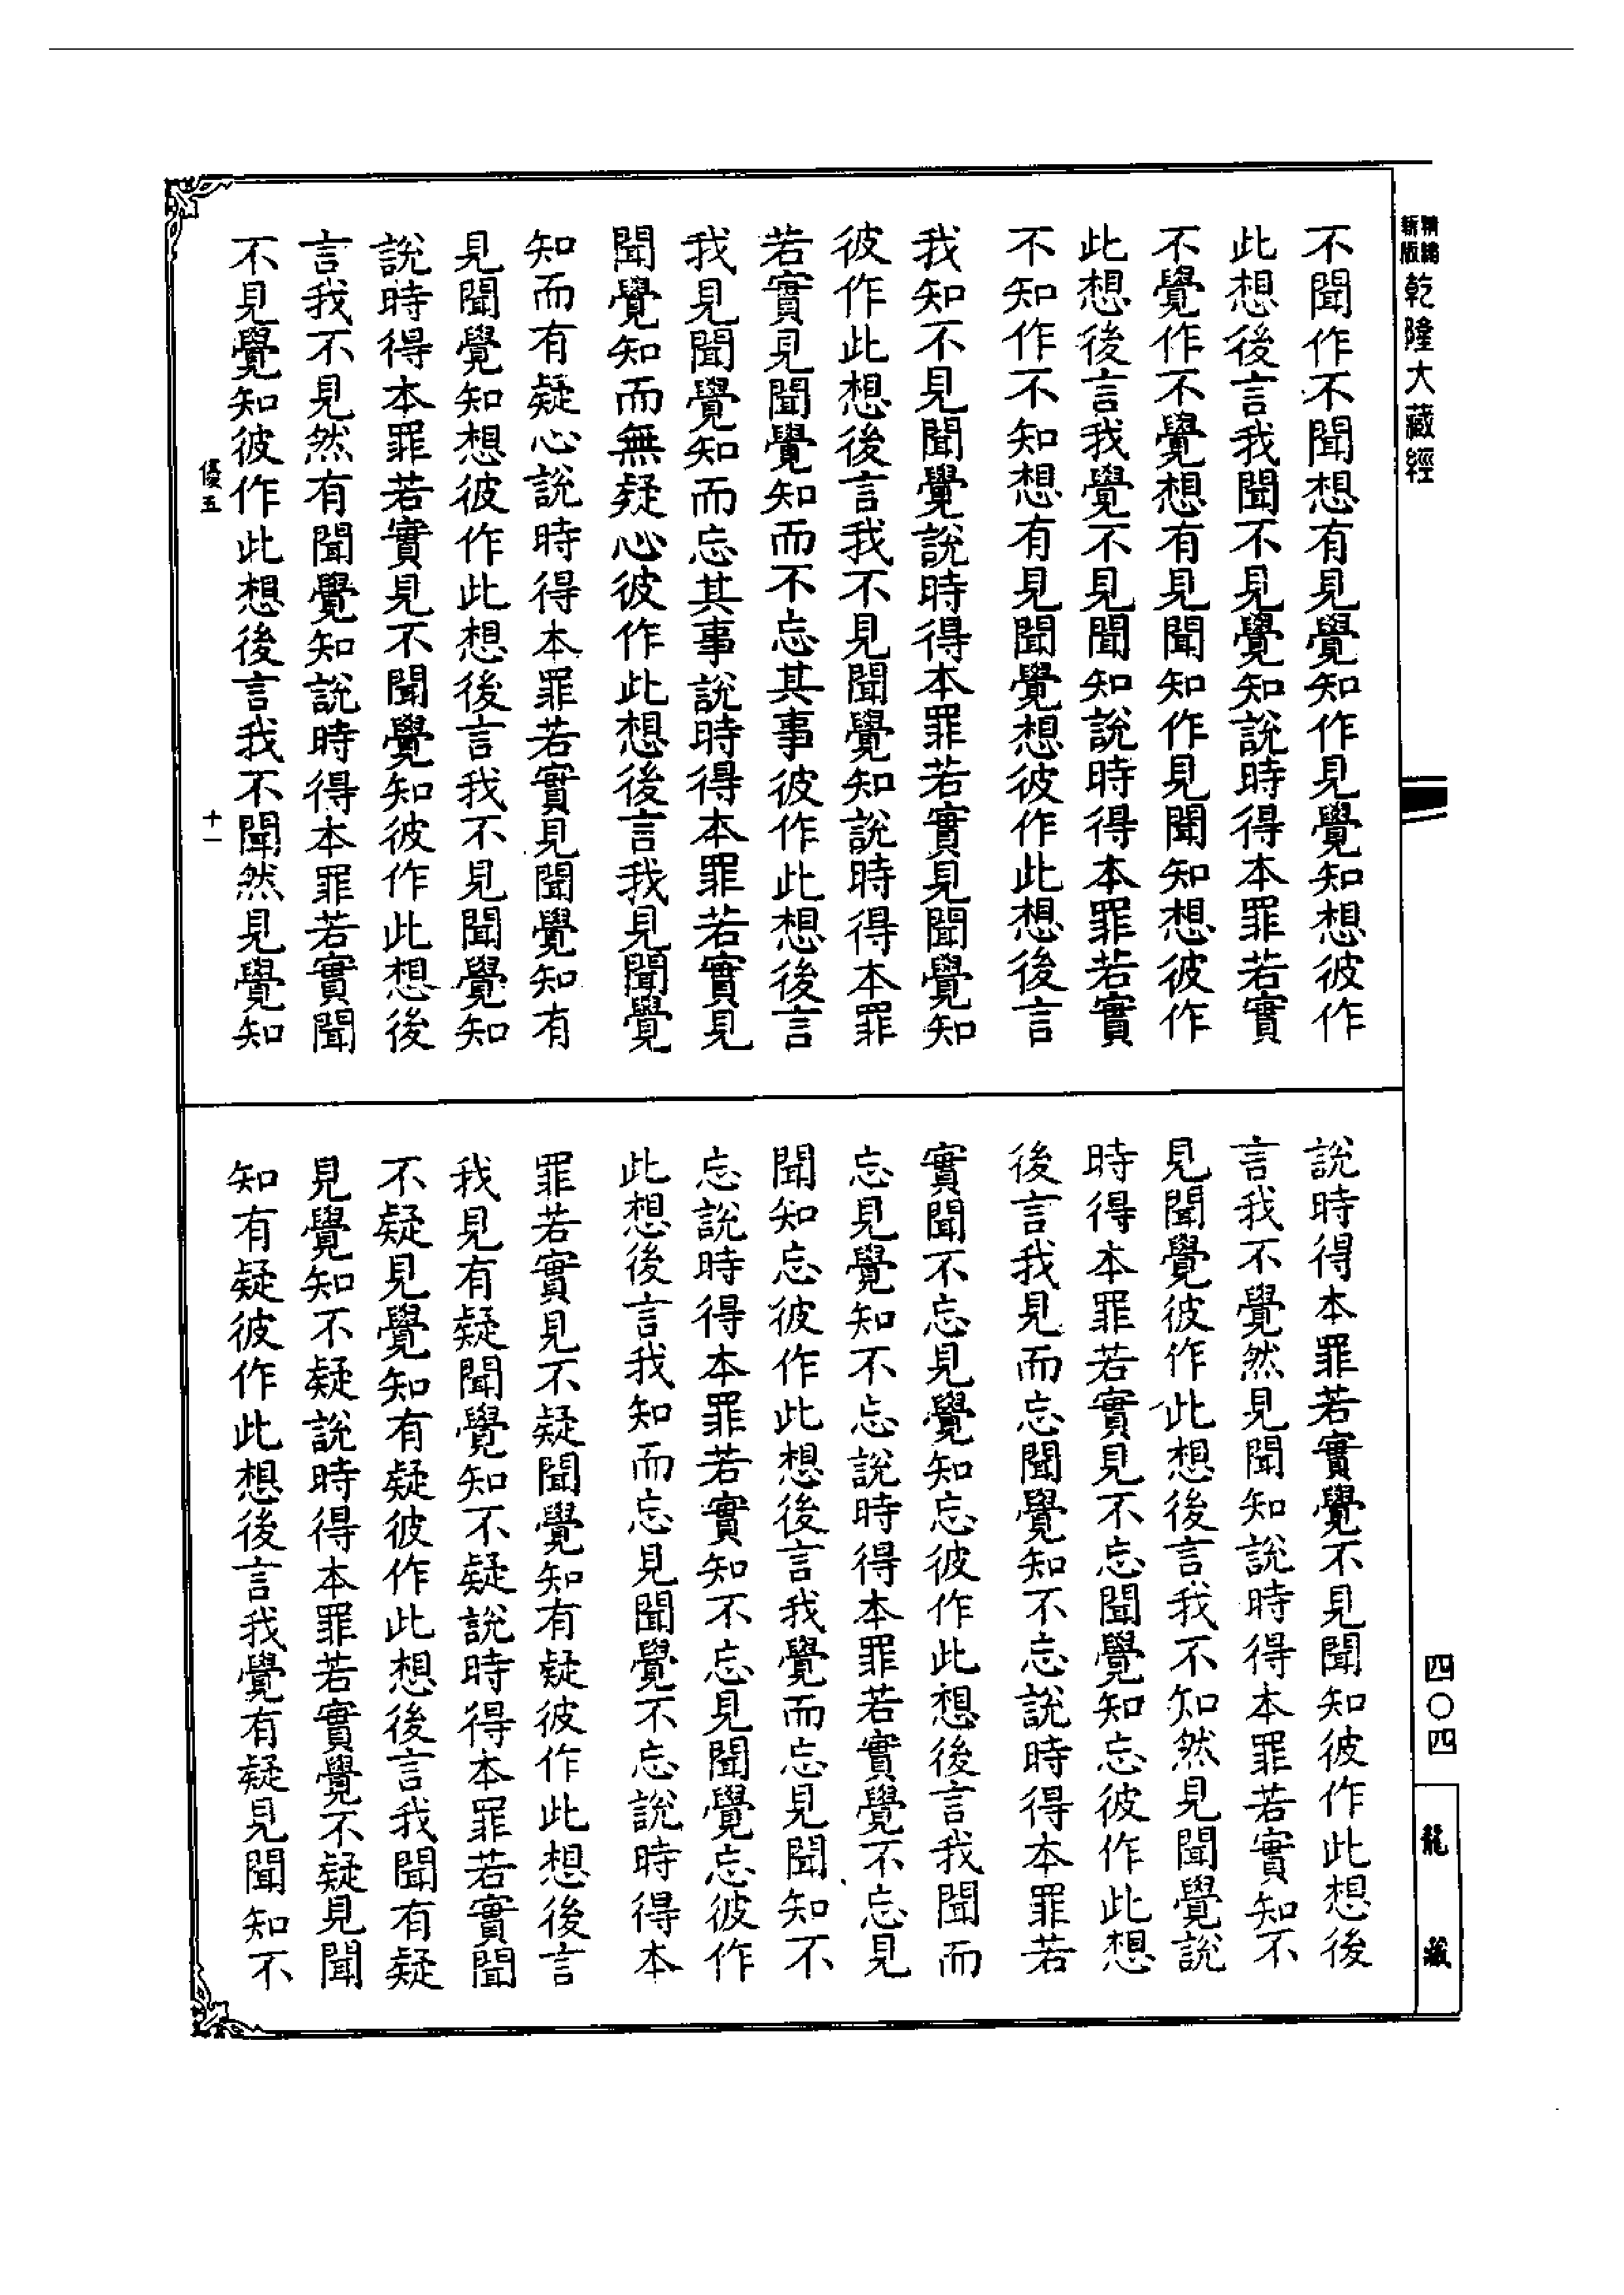 精編
新版
乾隆大藏經
不聞作不聞想有見覺知作見覺知想彼作
此想後言我聞不見覺知說時得本罪若實
不覺作不覺想有見聞知作見聞知想彼作
此想後言我覺不見聞知說時得本罪若實
不知作不知想有見聞覺想彼作此想後言
我知不見聞覺說時得本罪若實見聞覺知
彼作此想後言我不見聞覺知說時得本罪
若實見聞覺知而不忘其事彼作此想後言
我見聞覺知而忘其事說時得本罪若實見
聞覺知而無疑心彼作此想後言我見聞覺
知而有疑心說時得本罪若實見聞覺知有
見聞覺知想彼作此想後言我不見聞覺知
說時得本罪若實見不聞覺知彼作此想後
言我不見然有聞覺知說時得本罪若實聞
不見覺知彼作此想後言我不聞然見覺知
優五
十一
說時得本罪若實覺不見聞知彼作此想後
言我不覺然見聞知說時得本罪若實知不
見聞覺彼作此想後言我不知然見聞覺說
時得本罪若實見不忘聞覺知忘彼作此想
後言我見而忘聞覺知不忘說時得本罪若
實聞不忘見覺知忘彼作此想後言我聞而
忘見覺知不忘說時得本罪若實覺不忘見
聞知忘彼作此想後言我覺而忘見聞知不
忘說時得本罪若實知不忘見聞覺忘彼作
此想後言我知而忘見聞覺不忘說時得本
罪若實見不疑聞覺知有疑彼作此想後言
我見有疑聞覺知不疑說時得本罪若實聞
不疑見覺知有疑彼作此想後言我聞有疑
見覺知不疑說時得本罪若實覺不疑見聞
知有疑彼作此想後言我覺有疑見聞知不
四〇四
龍藏